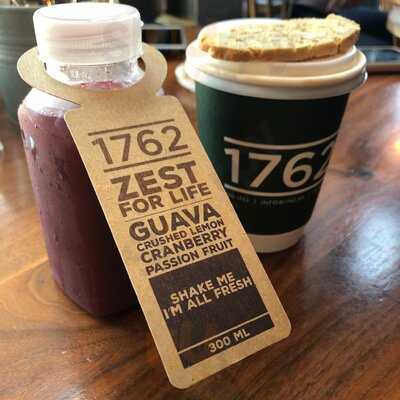 1762
ZEST
FOR LIFE
GUAVA
CRUSHED LEMON
CRANBERRY
PASSION FRUIT
SHAKE ME
I'M ALL FRESH
300 ML
1762